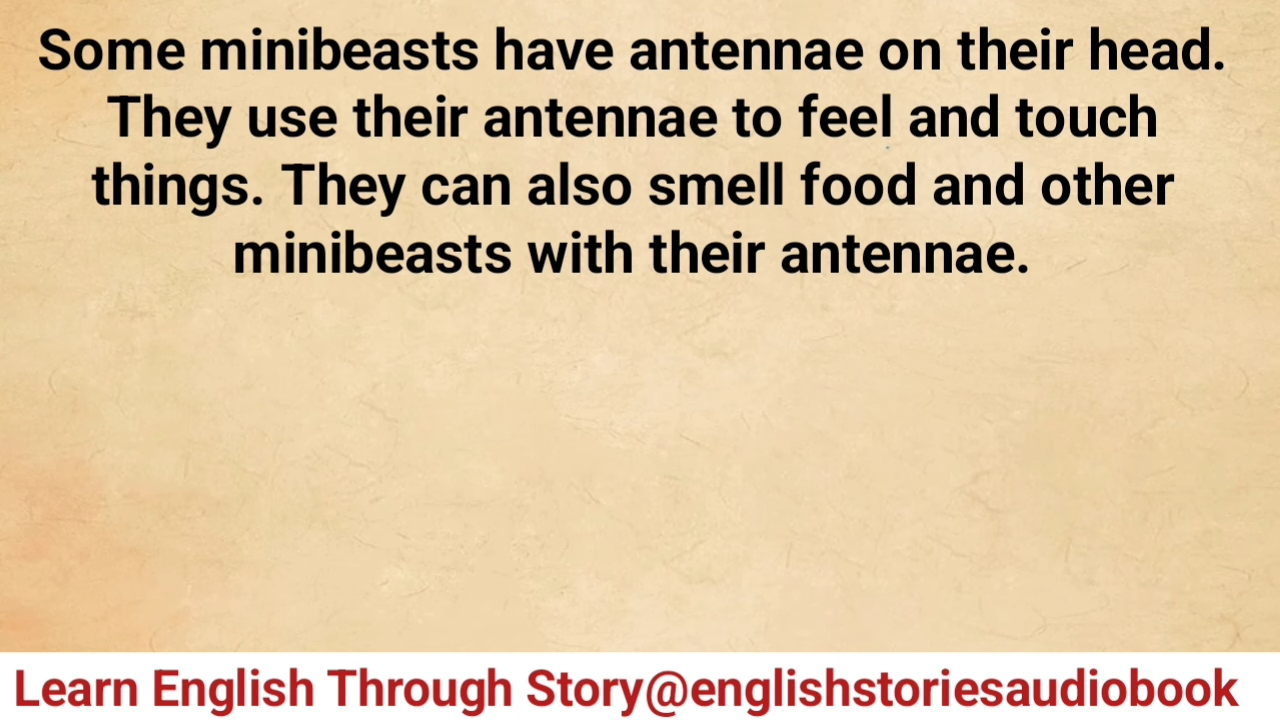 Some minibeasts have antennae on their head.
They use their antennae to feel and touch
things. They can also smell food and other
minibeasts with their antennae.
Learn English Through Story@englishstoriesaudiobook